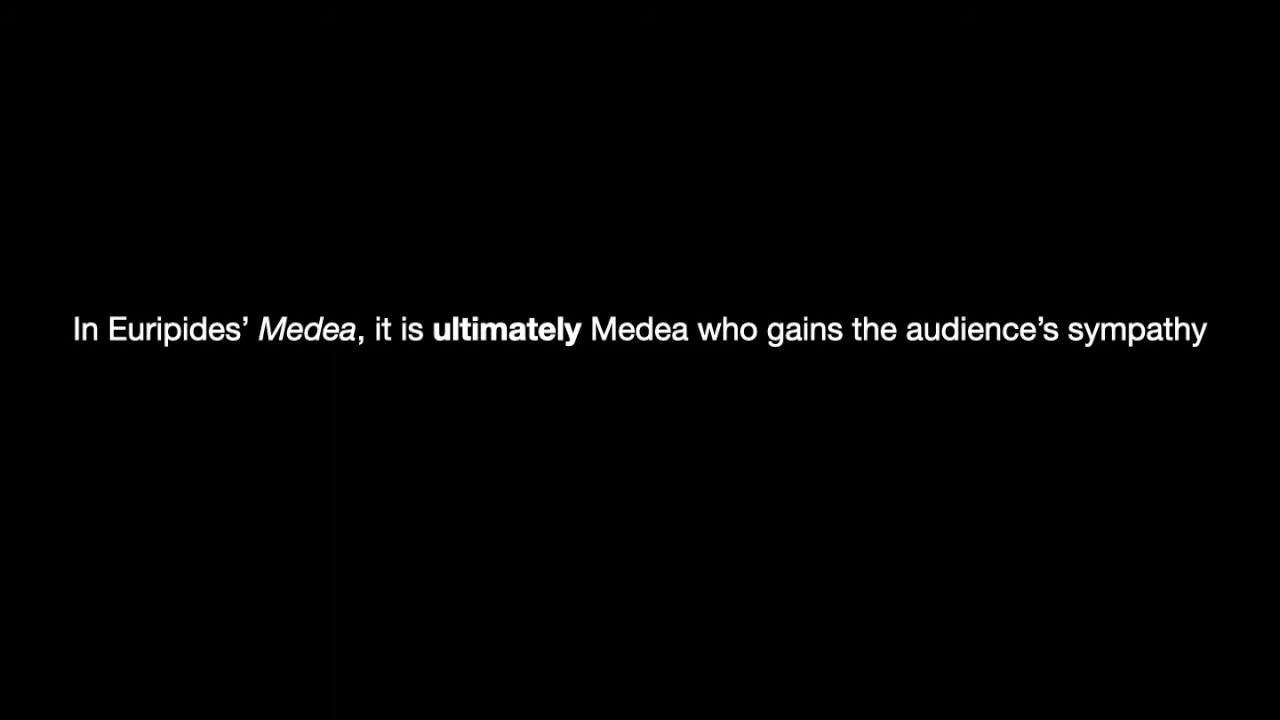 In Euripides’ Medea, it is ultimately Medea who gains the audience’s sympathy